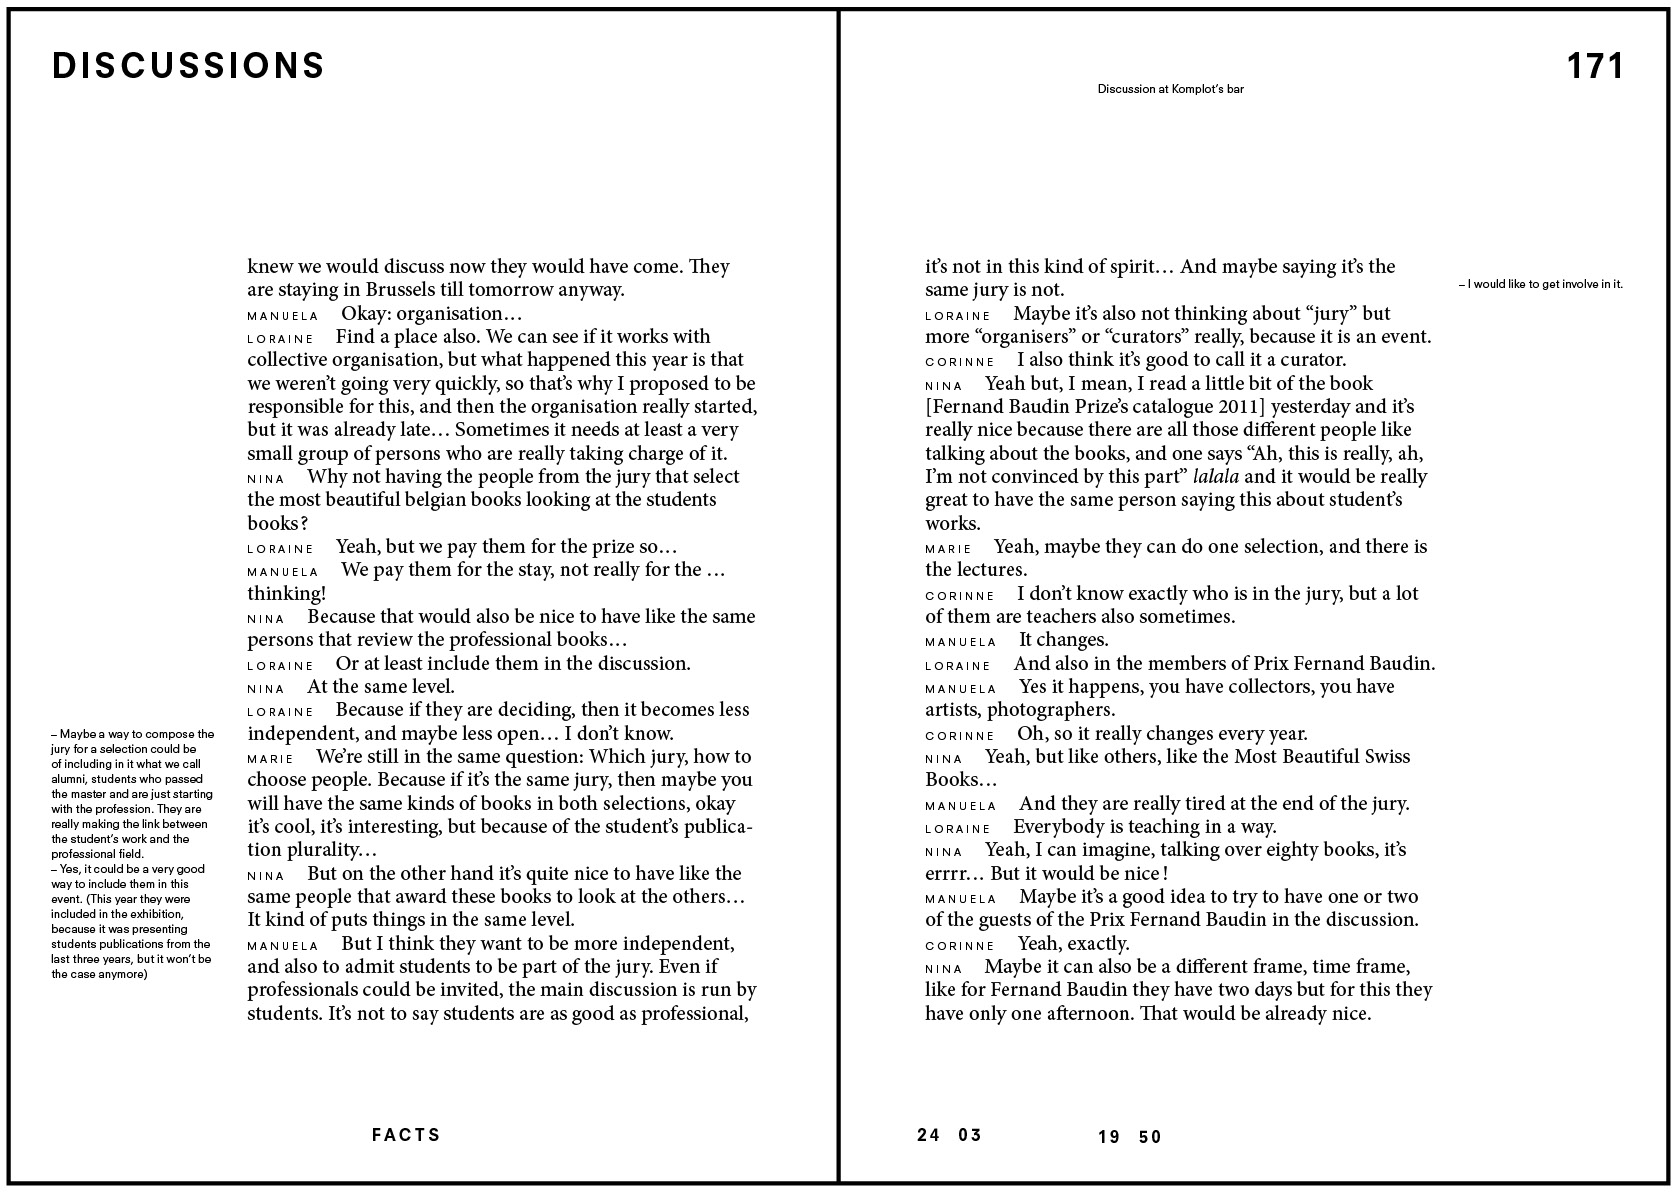 DISCUSSIONS
knew we would discuss now they would have come. They
are staying in Brussels till tomorrow anyway.
MANUELA Okay: organisation…
LORAINE Find a place also. We can see if it works with
collective organisation, but what happened this year is that
we weren’t going very quickly, so that’s why I proposed to be
responsible for this, and then the organisation really started,
but it was already late… Sometimes it needs at least a very
small group of persons who are really taking charge of it.
NINA Why not having the people from the jury that select
the most beautiful belgian books looking at the students
books?
LORAINE Yeah, but we pay them for the prize so…
MANUELA We pay them for the stay, not really for the …
thinking!
NINA Because that would also be nice to have like the same
persons that review the professional books…
LORAINE Or at least include them in the discussion.
NINA At the same level.
LORAINE Because if they are deciding, then it becomes less
independent, and maybe less open… I don’t know.
MARIE We’re still in the same question: Which jury, how to
choose people. Because if it’s the same jury, then maybe you
will have the same kinds of books in both selections, okay
it’s cool, it’s interesting, but because of the student’s publica-
tion plurality…
NINA But on the other hand it’s quite nice to have like the
same people that award these books to look at the others…
It kind of puts things in the same level.
MANUELA But I think they want to be more independent,
and also to admit students to be part of the jury. Even if
professionals could be invited, the main discussion is run by
students. It’s not to say students are as good as professional,
– Maybe a way to compose the
jury for a selection could be
of including in it what we call
alumni, students who passed
the master and are just starting
with the profession. They are
really making the link between
the student’s work and the
professional field.
– Yes, it could be a very good
way to include them in this
event. (This year they were
included in the exhibition,
because it was presenting
students publications from the
last three years, but it won’t be
the case anymore)
FACTS
Discussion at Komplot’s bar
171
it’s not in this kind of spirit… And maybe saying it’s the
same jury is not.
LORAINE Maybe it’s also not thinking about “jury” but
more “organisers” or “curators” really, because it is an event.
CORINNE I also think it’s good to call it a curator.
NINA Yeah but, I mean, I read a little bit of the book
[Fernand Baudin Prize’s catalogue 2011] yesterday and it’s
really nice because there are all those different people like
talking about the books, and one says “Ah, this is really, ah,
I’m not convinced by this part” lalala and it would be really
great to have the same person saying this about student’s
works.
MARIE Yeah, maybe they can do one selection, and there is
the lectures.
CORINNE I don’t know exactly who is in the jury, but a lot
of them are teachers also sometimes.
MANUELA It changes.
LORAINE And also in the members of Prix Fernand Baudin.
MANUELA Yes it happens, you have collectors, you have
artists, photographers.
CORINNE Oh, so it really changes every year.
NINA Yeah, but like others, like the Most Beautiful Swiss
Books…
MANUELA And they are really tired at the end of the jury.
LORAINE Everybody is teaching in a way.
NINA Yeah, I can imagine, talking over eighty books, it’s
errrr… But it would be nice !
MANUELA Maybe it’s a good idea to try to have one or two
of the guests of the Prix Fernand Baudin in the discussion.
CORINNE Yeah, exactly.
NINA Maybe it can also be a different frame, time frame,
like for Fernand Baudin they have two days but for this they
have only one afternoon. That would be already nice.
– I would like to get involve in it.
24 03
19 50